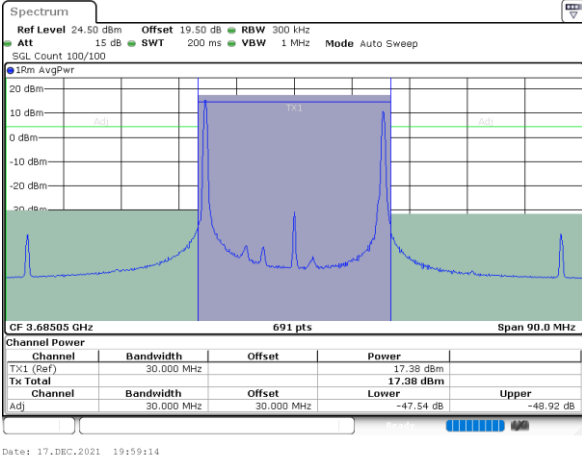 Spectrum
Ref Level 24.50 dBm Offset 19.50 dB RBW 300 kHz
Att 15 dB SWT 200 ms VBW 1 MHz Mode Auto Sweep
SGL Count 100/100
1Rm AvgPwr
20 dBm
TX1
10 dBm
Adj Adj
0 dBm
-10 dBm
-20 dBm
-30 dBm
CF 3.68505 GHz 691 pts Span 90.0 MHz
Channel Power
Channel Bandwidth Offset Power
TX1 (Ref) 30.000 MHz 17.38 dBm
Tx Total 17.38 dBm
Channel Bandwidth Offset Lower Upper
Adj 30.000 MHz 30.000 MHz -47.54 dB -48.92 dB
Date: 17.DEC.2021 19:59:14